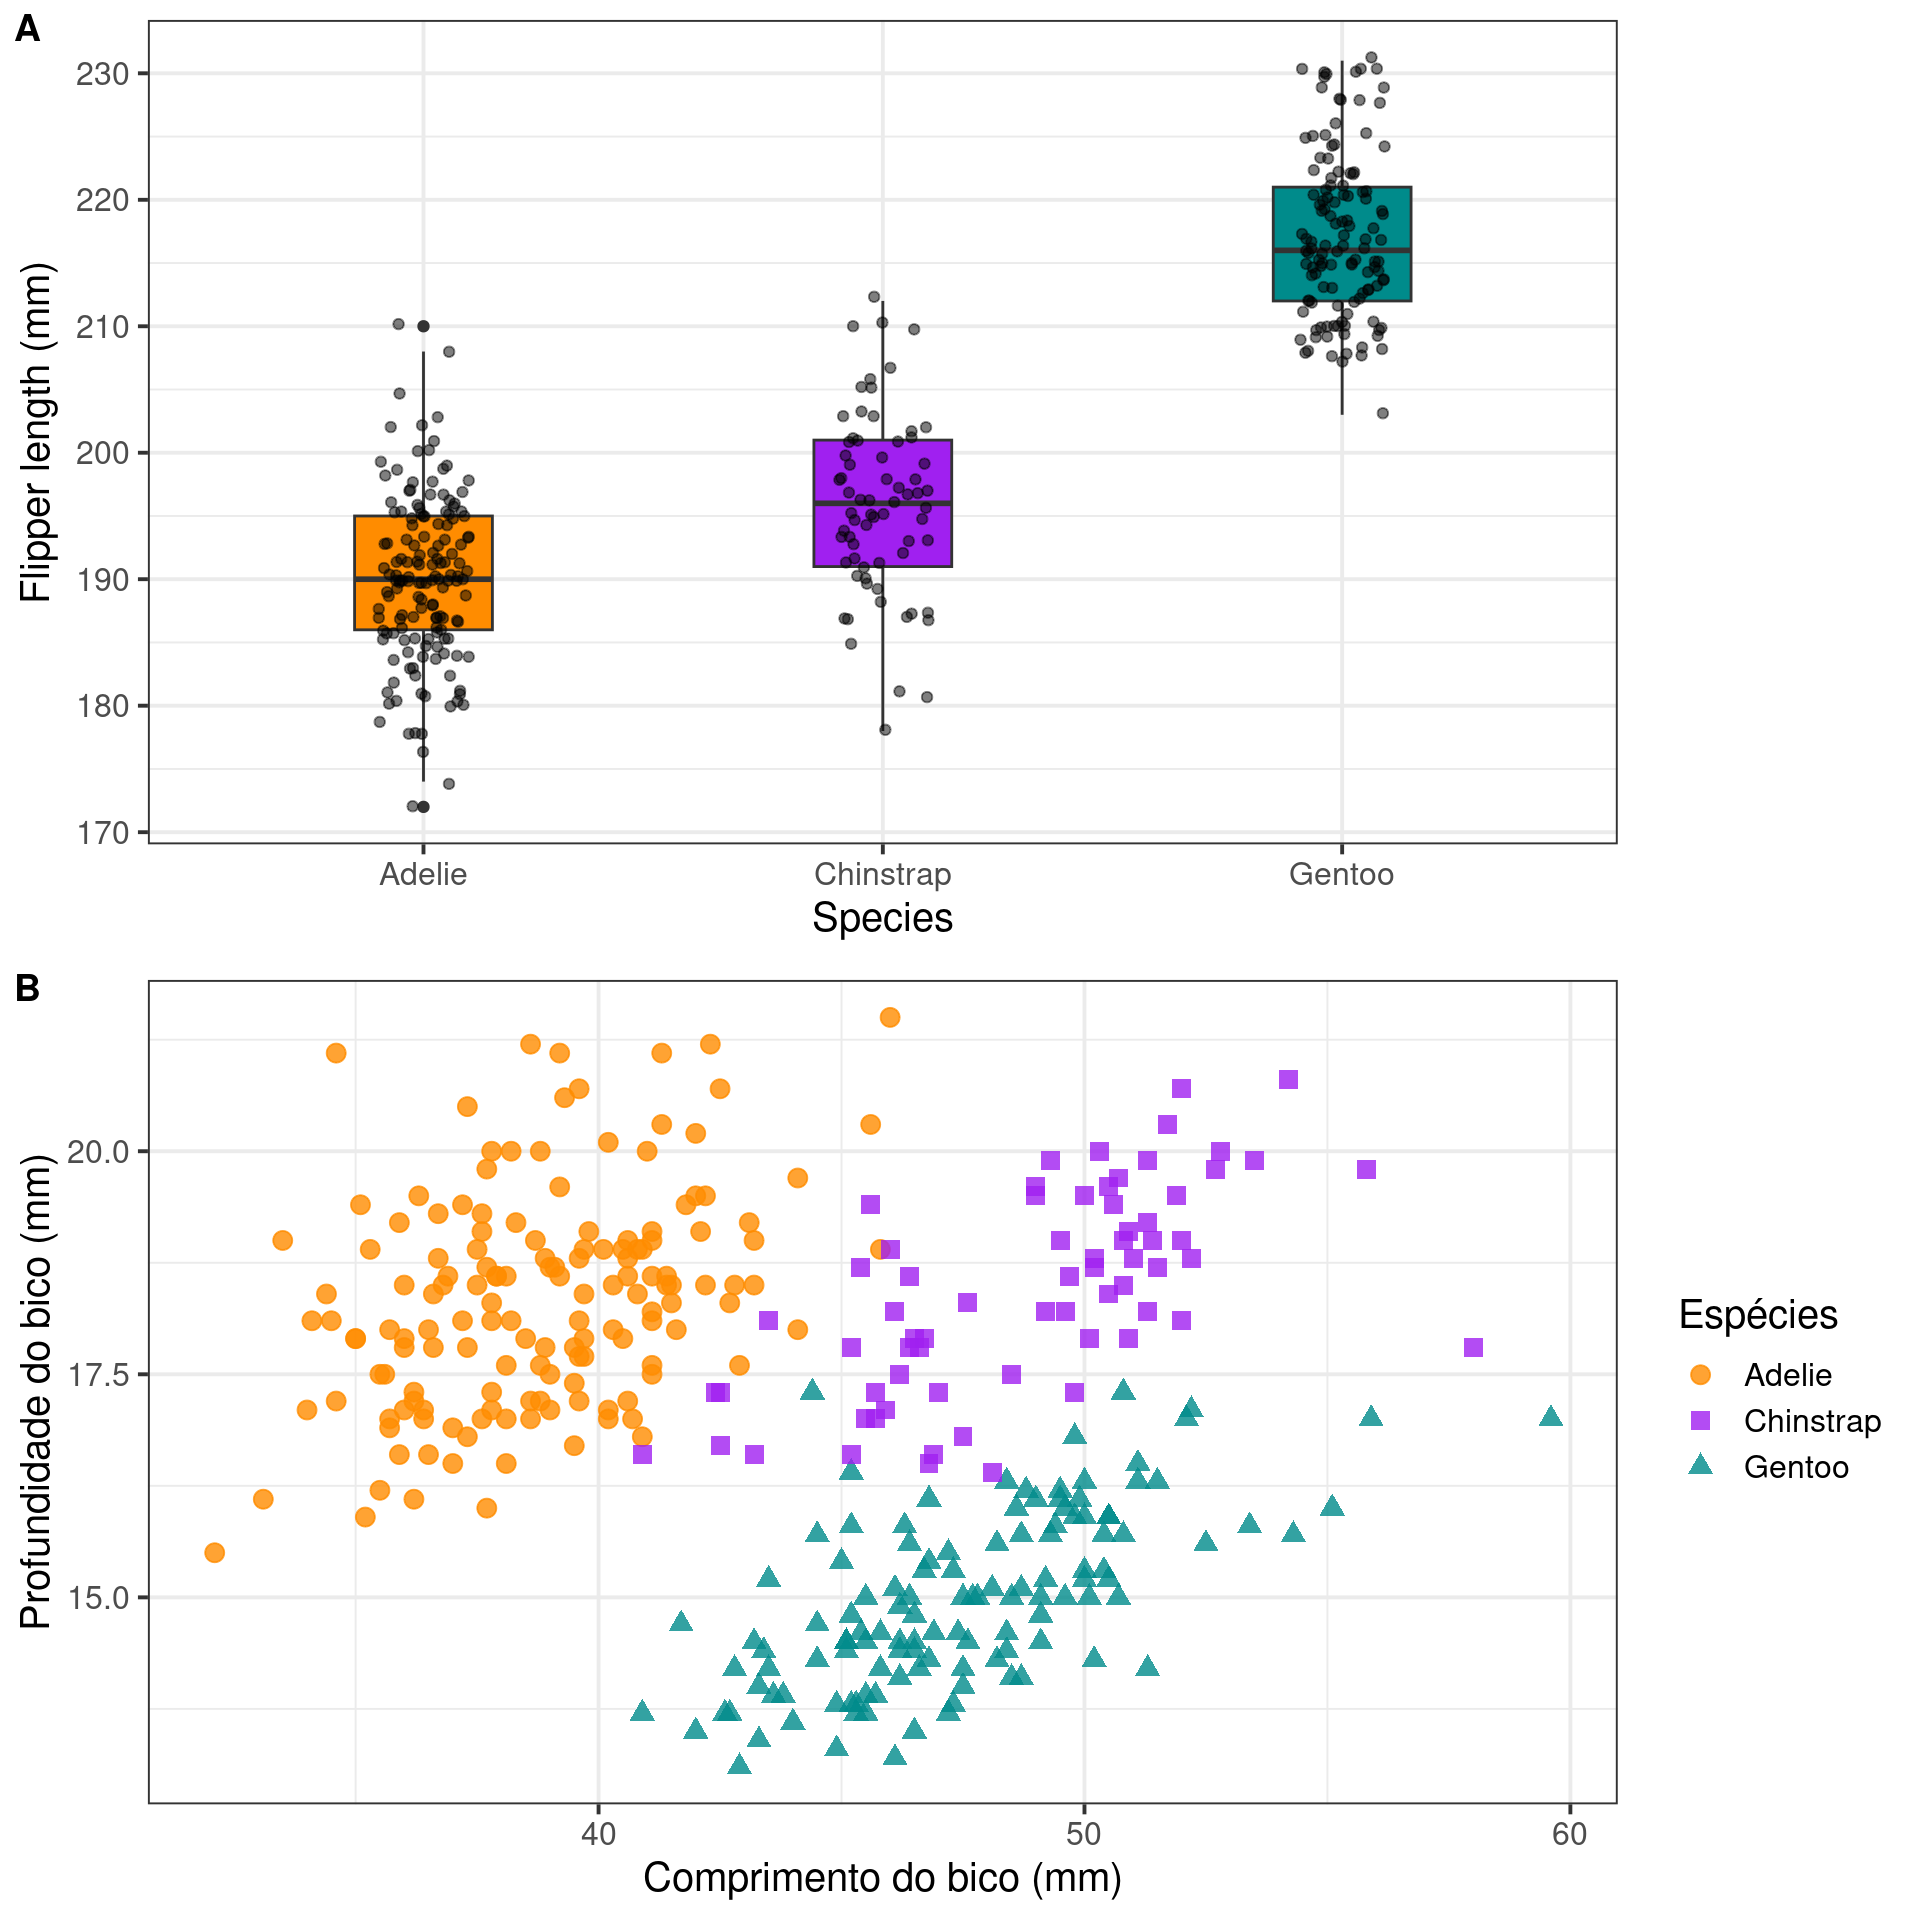 A
230
220
210
200
190
180
170
Flipper length (mm)
Adelie Chinstrap Gentoo
Species
B
20.0
17.5
15.0
Profundidade do bico (mm)
40 50 60
Comprimento do bico (mm)
Espécies
Adelie
Chinstrap
Gentoo